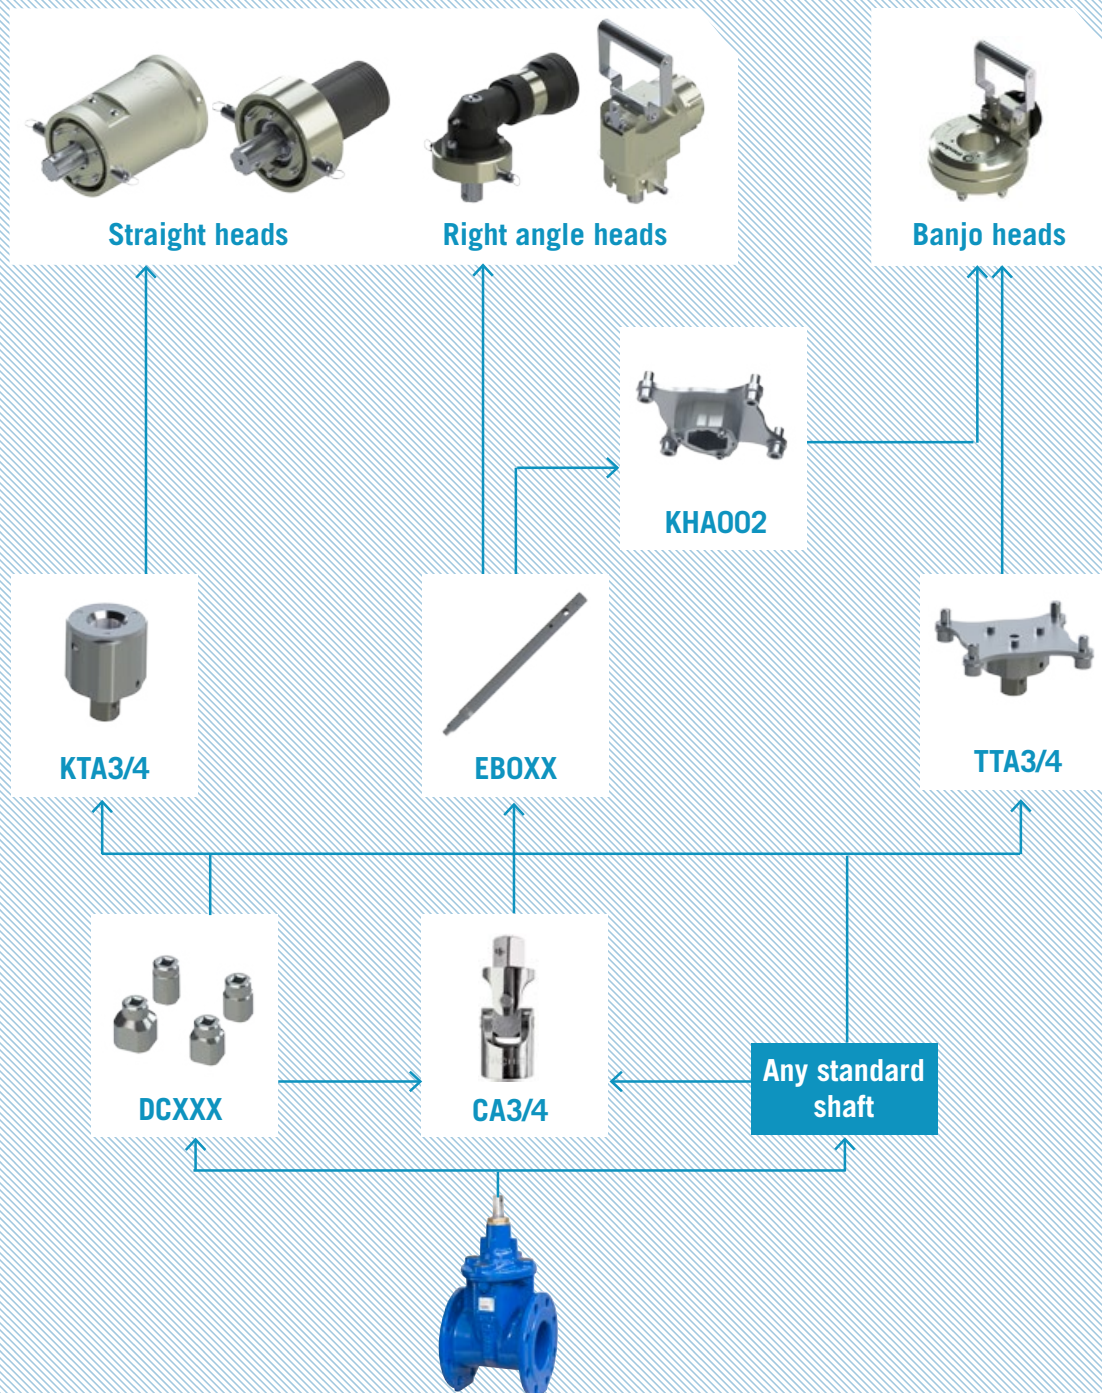 Straight heads
Right angle heads
Banjo heads
KHA002
KTA3/4
EBOXX
TTA3/4
DCXXX
CA3/4
Any standard
shaft